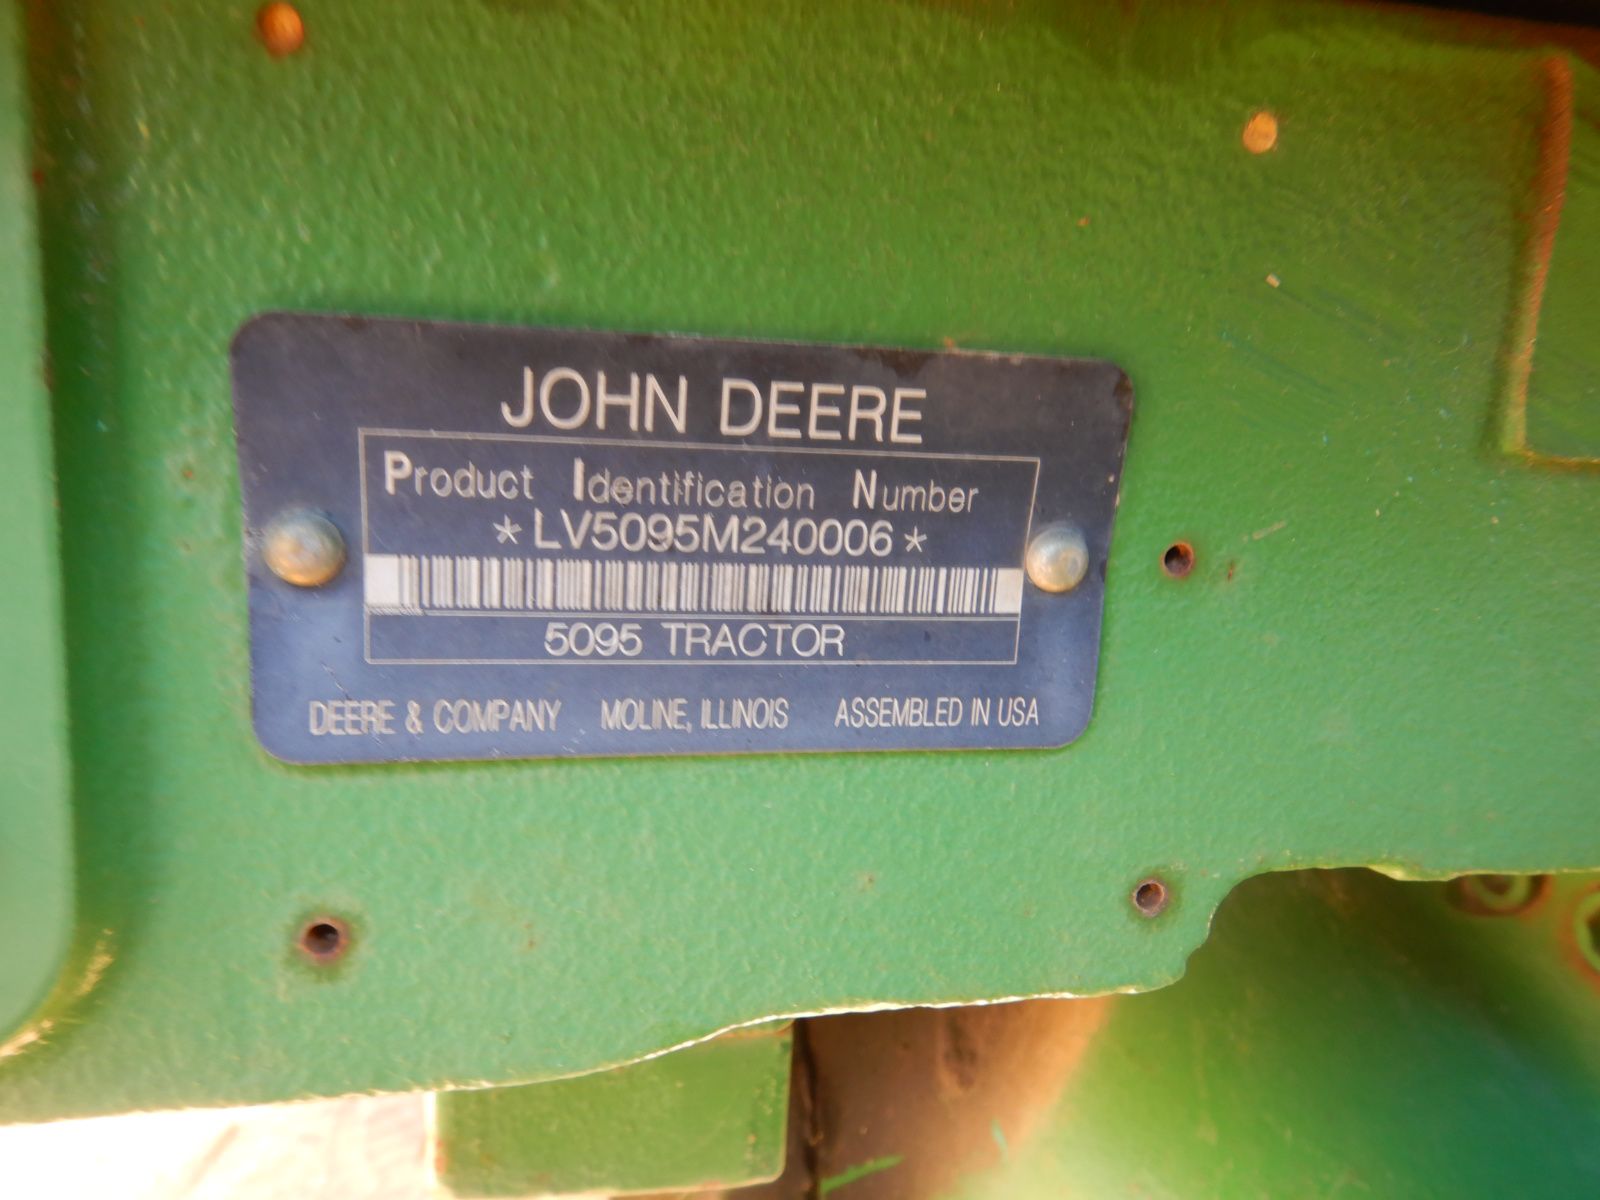 JOHN DEERE
Product Identification Number
*LV5095M240006*
5095 TRACTOR
DEERE & COMPANY MOLINE, ILLINOIS ASSEMBLED IN USA